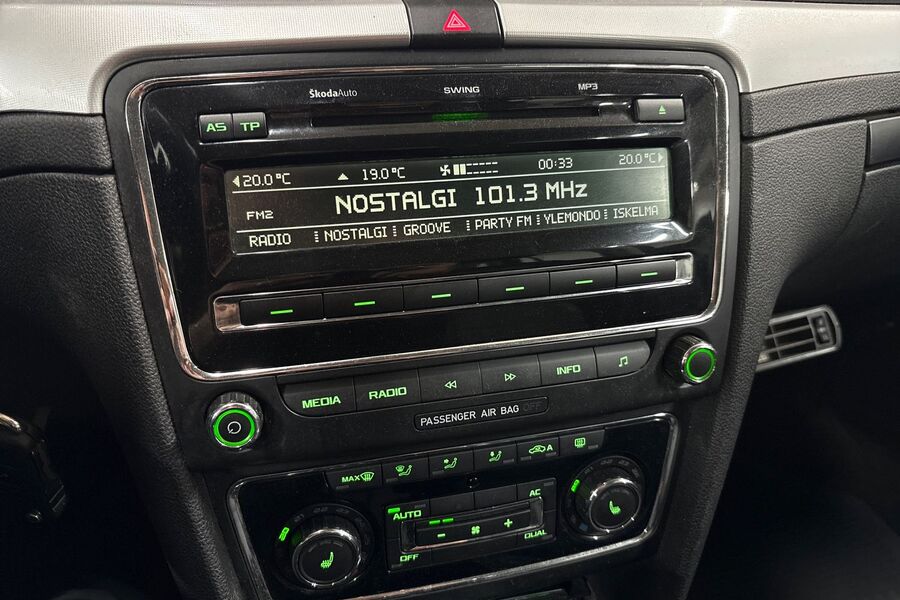 ŠkodaAuto SWING MP3
AS TP
20.0°C 19.0°C 00:33 20.0°C
NOSTALGI 101.3 MHz
FM2
RADIO NOSTALGI GROOVE PARTY FM YLEMONDO ISKELMA
MEDIA RADIO INFO
PASSENGER AIR BAG OFF
MAX A
AUTO AC
- +
OFF DUAL